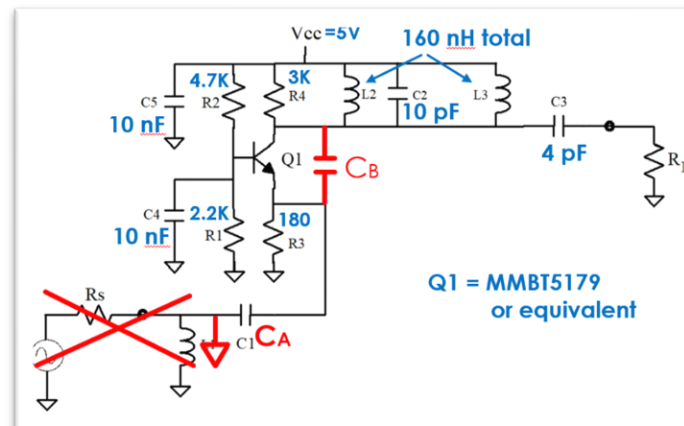 Vcc =5V
160 nH total
4.7K
3K
C5
R2
R4
L2
C2
L3
C3
10 pF
10 nF
Q1
CB
4 pF
C4
2.2K
180
10 nF
R1
R3
Q1 = MMBT5179
or equivalent
Rs
C1
CA